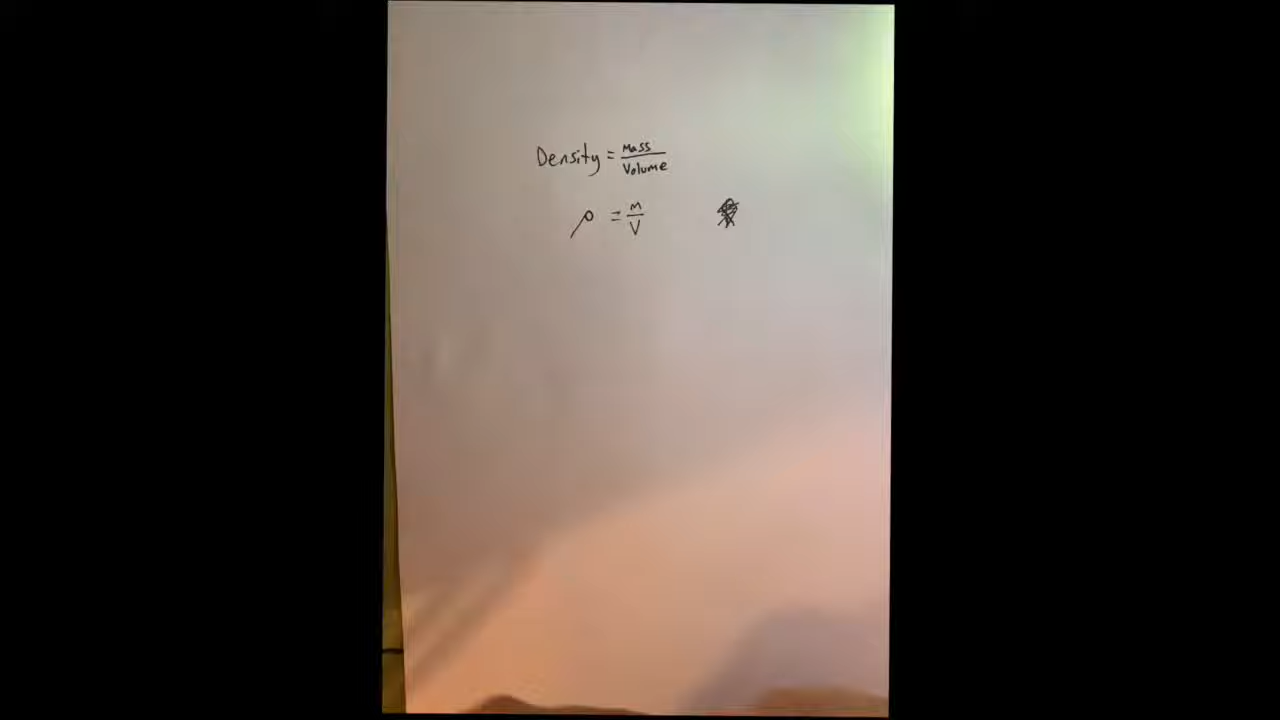 Density = Mass / Volume
ρ = m / V